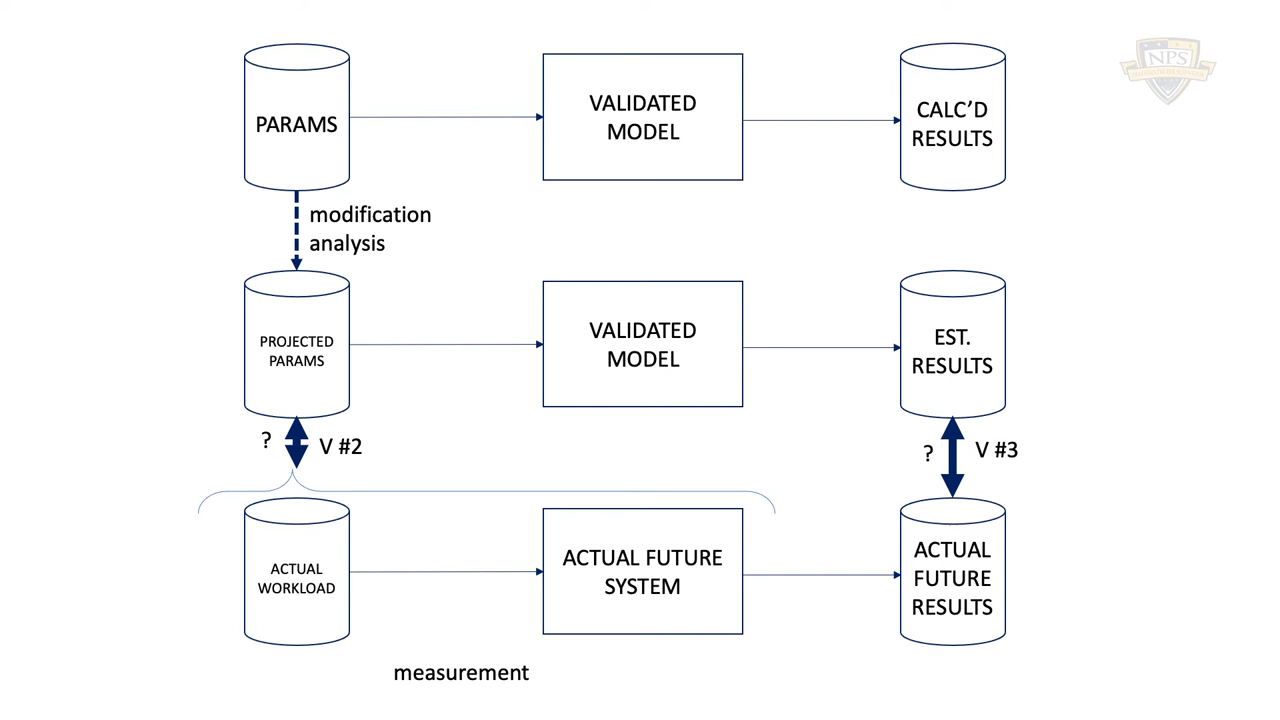 PARAMS
VALIDATED
MODEL
CALC’D
RESULTS
NPS
modification
analysis
PROJECTED
PARAMS
VALIDATED
MODEL
EST.
RESULTS
?
V #2
?
V #3
ACTUAL
WORKLOAD
ACTUAL FUTURE
SYSTEM
ACTUAL
FUTURE
RESULTS
measurement